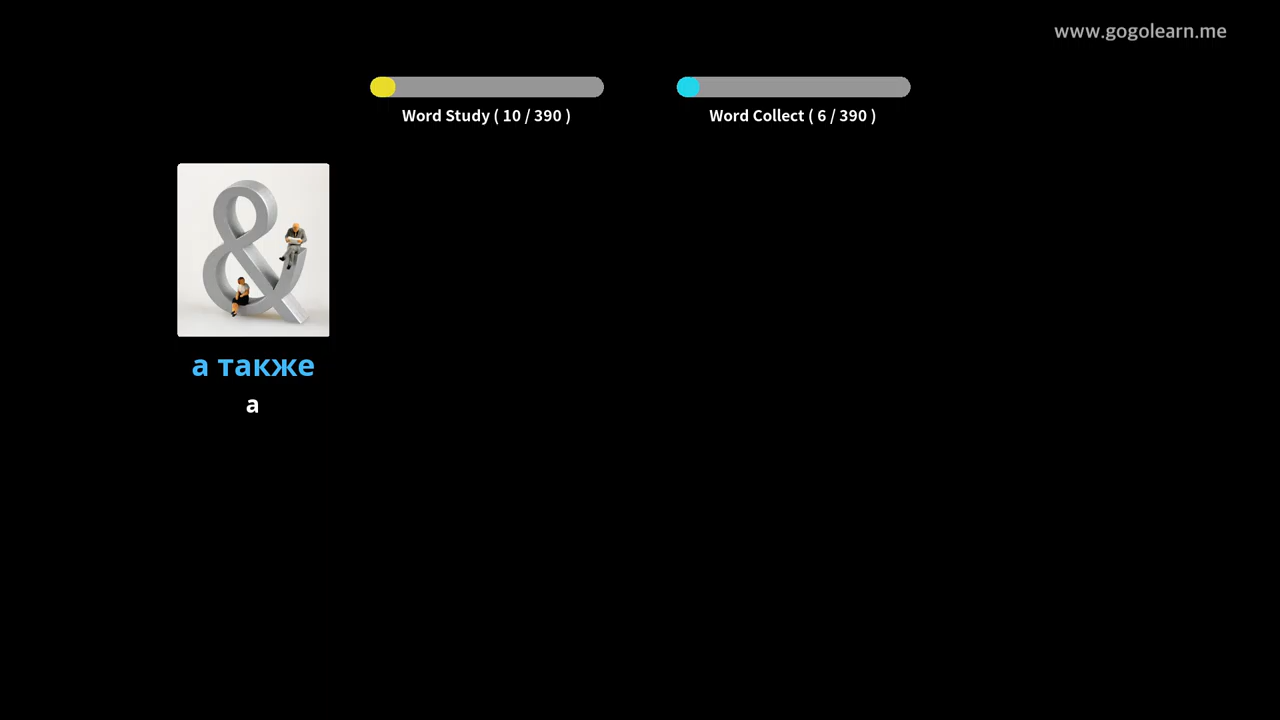 www.gogolearn.me
Word Study ( 10 / 390 )
Word Collect ( 6 / 390 )
&
а также
a